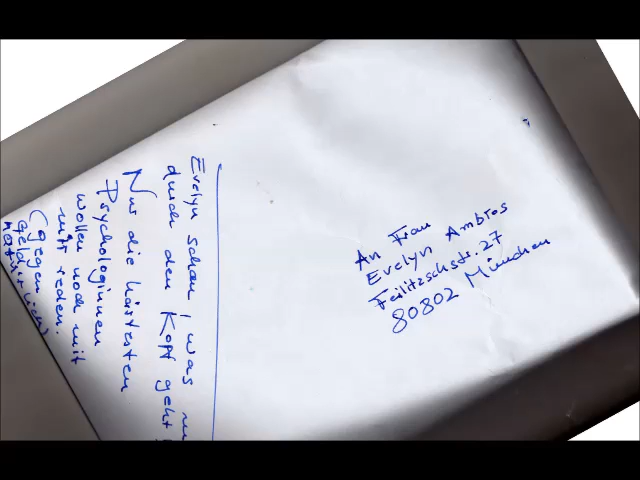 An Frau
Evelyn Ambros
Feilitzschstr. 27
80802 München
Evelyn schau, was
durch den Kopf geht
Nur die härtesten
Psychologinnen
wollen noch mit
mir reden.
(gegen
Geld
natürlich)